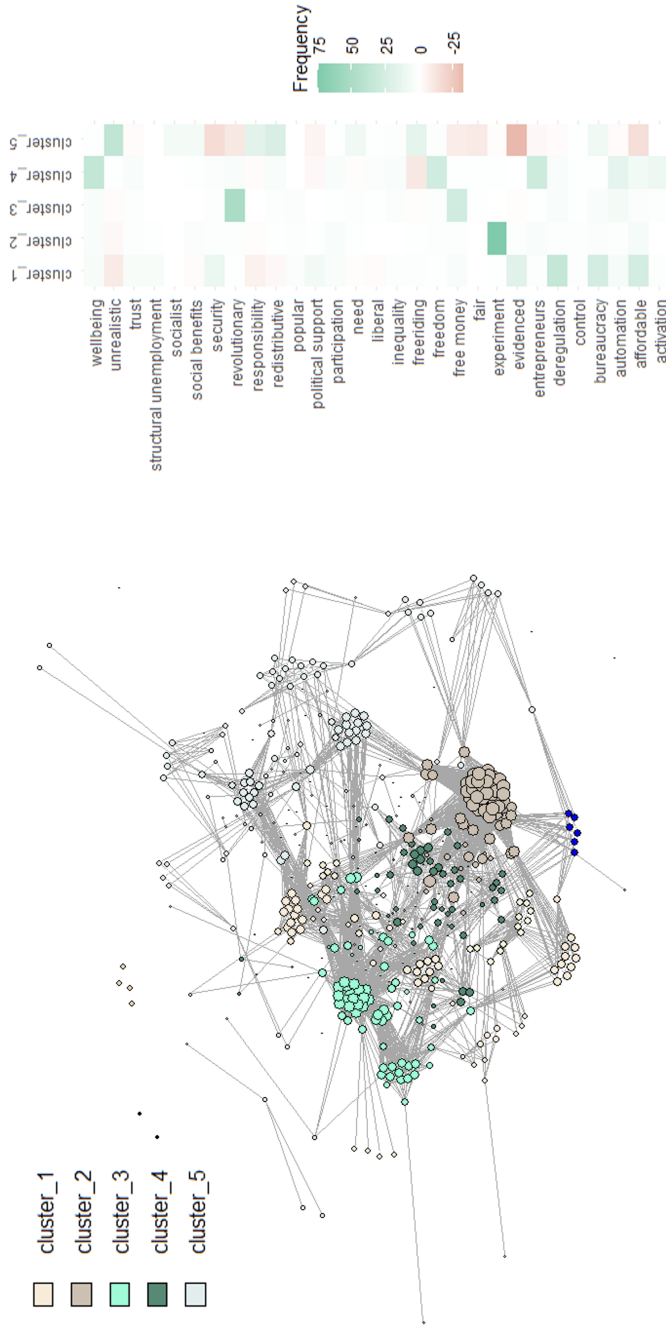 cluster_1
cluster_2
cluster_3
cluster_4
cluster_5
cluster_1
cluster_2
cluster_3
cluster_4
cluster_5
wellbeing
unrealistic
trust
structural unemployment
socialist
social benefits
security
revolutionary
responsibility
redistributive
popular
political support
participation
need
liberal
inequality
freeriding
freedom
free money
fair
experiment
evidenced
entrepreneurs
deregulation
control
bureaucracy
automation
affordable
activation
Frequency
75
50
25
0
-25